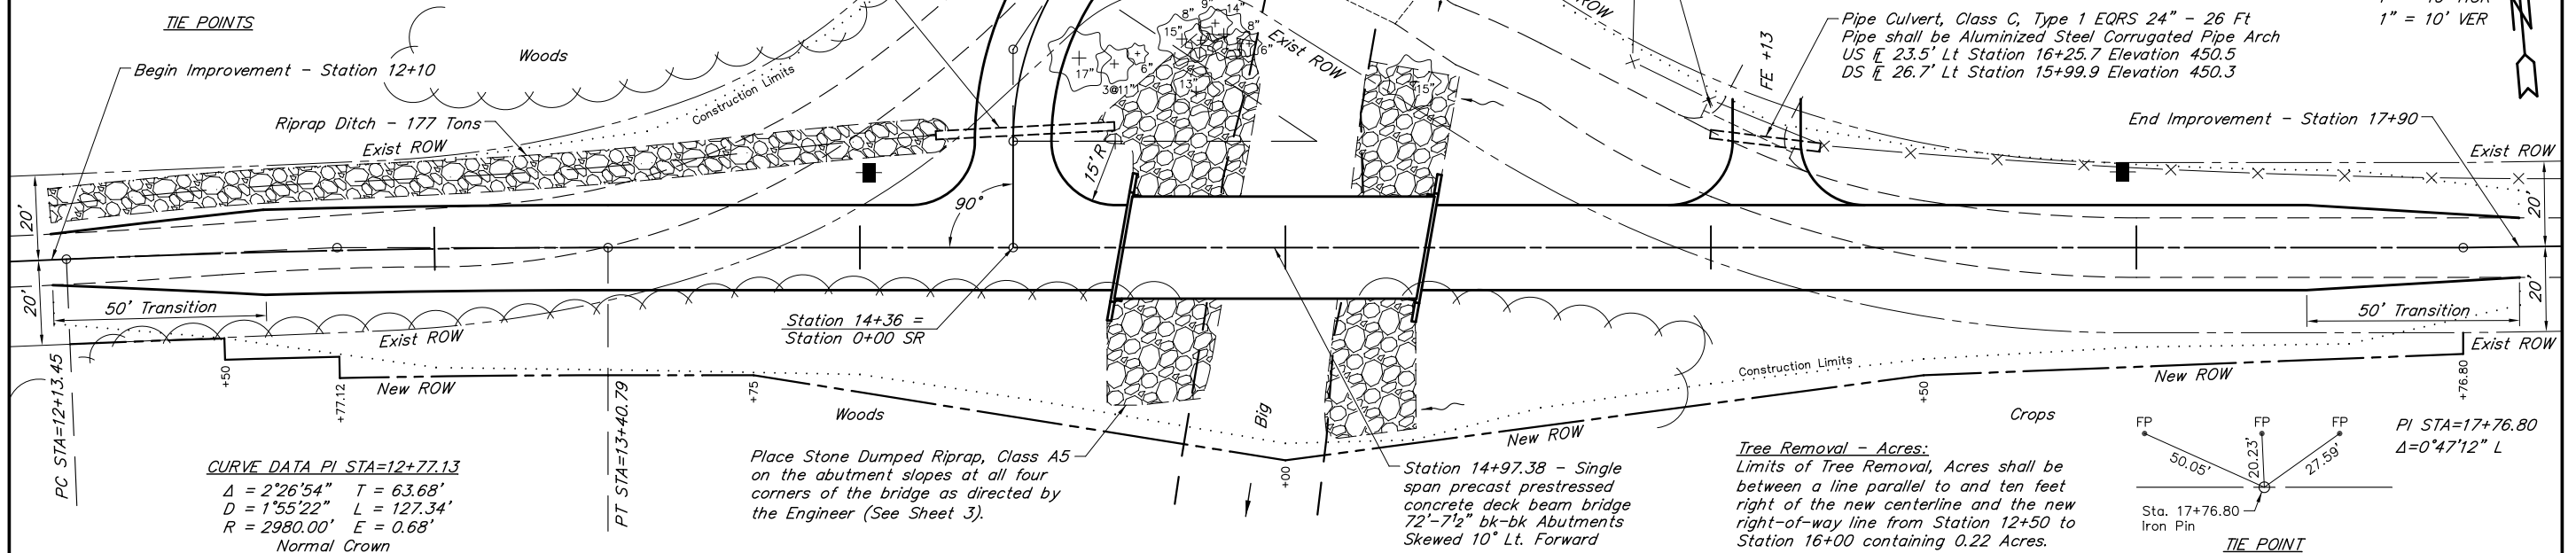 TIE POINTS
Woods
Begin Improvement - Station 12+10
Riprap Ditch - 177 Tons
Exist ROW
Construction Limits
8"
9"
14"
15"
8"
6"
17"
6"
3@11"
13"
15"
Exist ROW
ROW
Pipe Culvert, Class C, Type 1 EQRS 24" - 26 Ft
Pipe shall be Aluminized Steel Corrugated Pipe Arch
US FL 23.5' Lt Station 16+25.7 Elevation 450.5
DS FL 26.7' Lt Station 15+99.9 Elevation 450.3
FE +13
1" = 10' VER
N
End Improvement - Station 17+90
Exist ROW
20'
20'
15' R
90°
20'
20'
50' Transition
Exist ROW
Station 14+36 =
Station 0+00 SR
50' Transition
Exist ROW
PC STA=12+13.45
+50
+77.12
New ROW
PT STA=13+40.79
+75
Woods
Big
+00
New ROW
Construction Limits
+50
Crops
New ROW
+76.80
CURVE DATA PI STA=12+77.13
Δ = 2°26'54" T = 63.68'
D = 1°55'22" L = 127.34'
R = 2980.00' E = 0.68'
Normal Crown
Place Stone Dumped Riprap, Class A5
on the abutment slopes at all four
corners of the bridge as directed by
the Engineer (See Sheet 3).
Station 14+97.38 - Single
span precast prestressed
concrete deck beam bridge
72'-7½" bk-bk Abutments
Skewed 10° Lt. Forward
Tree Removal - Acres:
Limits of Tree Removal, Acres shall be
between a line parallel to and ten feet
right of the new centerline and the new
right-of-way line from Station 12+50 to
Station 16+00 containing 0.22 Acres.
FP
FP
FP
50.05'
20.23'
27.59'
Sta. 17+76.80
Iron Pin
TIE POINT
PI STA=17+76.80
Δ=0°47'12" L